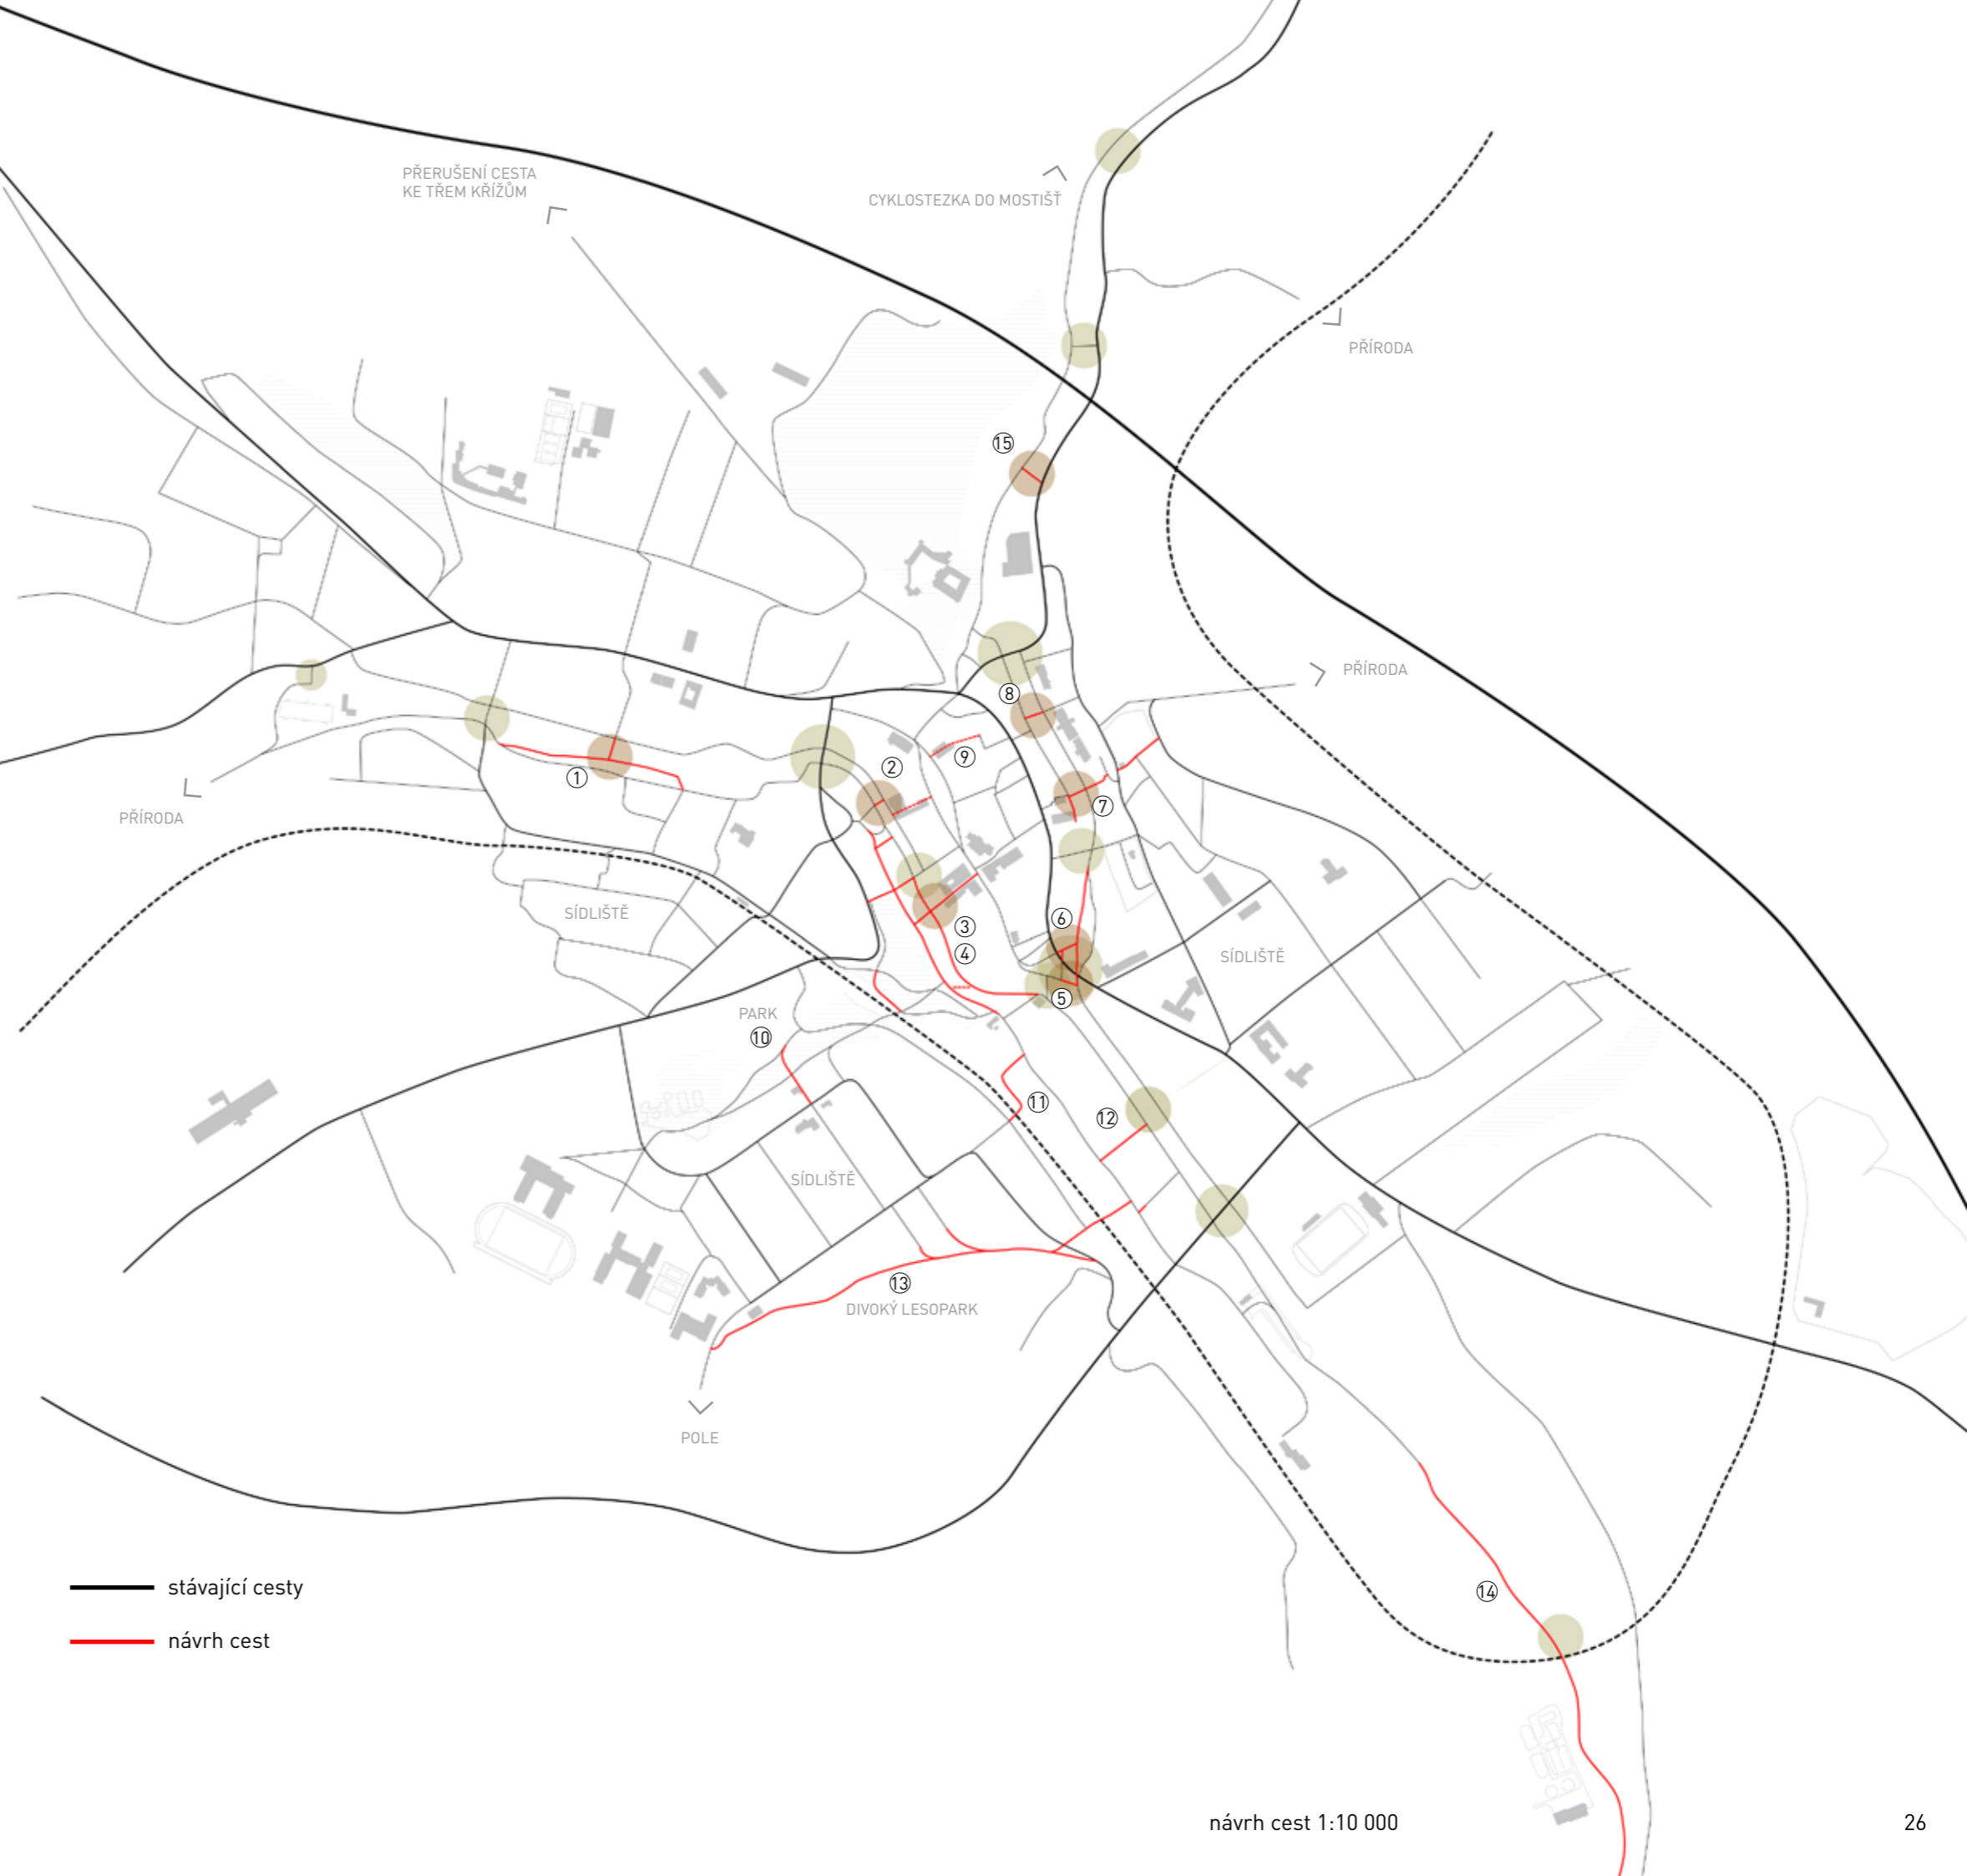 PŘERUŠENÍ CESTA
KE TŘEM KŘÍŽŮM
CYKLOSTEZKA DO MOSTIŠŤ
PŘÍRODA
15
PŘÍRODA
8
9
2
1
7
PŘÍRODA
SÍDLIŠTĚ
3
6
4
SÍDLIŠTĚ
5
PARK
10
11
12
SÍDLIŠTĚ
13
DIVOKÝ LESOPARK
POLE
stávající cesty
14
návrh cest
návrh cest 1:10 000
26